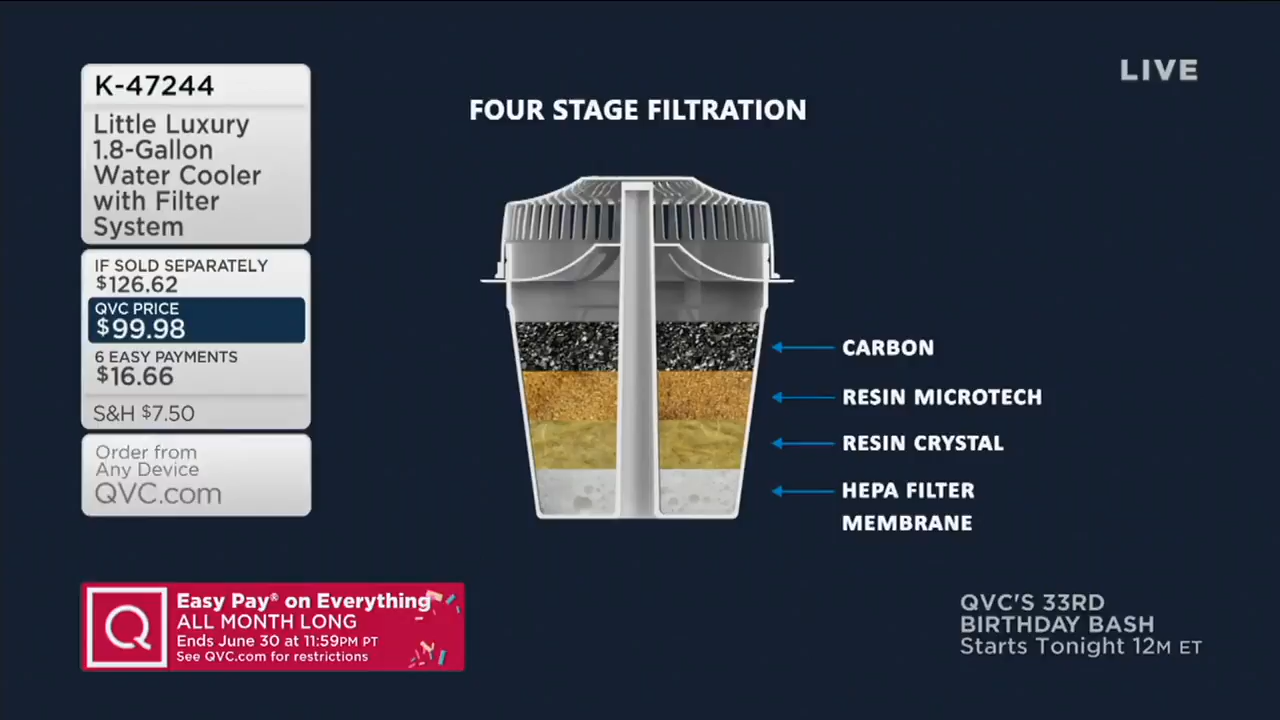 K-47244
Little Luxury
1.8-Gallon
Water Cooler
with Filter
System
IF SOLD SEPARATELY
$126.62
QVC PRICE
$99.98
6 EASY PAYMENTS
$16.66
S&H $7.50
Order from
Any Device
QVC.com
LIVE
FOUR STAGE FILTRATION
CARBON
RESIN MICROTECH
RESIN CRYSTAL
HEPA FILTER
MEMBRANE
Q
Easy Pay® on Everything
ALL MONTH LONG
Ends June 30 at 11:59PM PT
See QVC.com for restrictions
QVC'S 33RD
BIRTHDAY BASH
Starts Tonight 12M ET